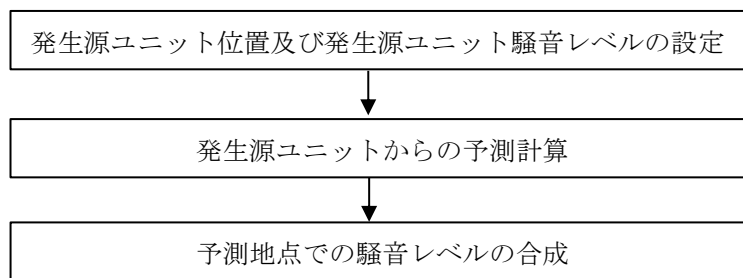 発生源ユニット位置及び発生源ユニット騒音レベルの設定
発生源ユニットからの予測計算
予測地点での騒音レベルの合成